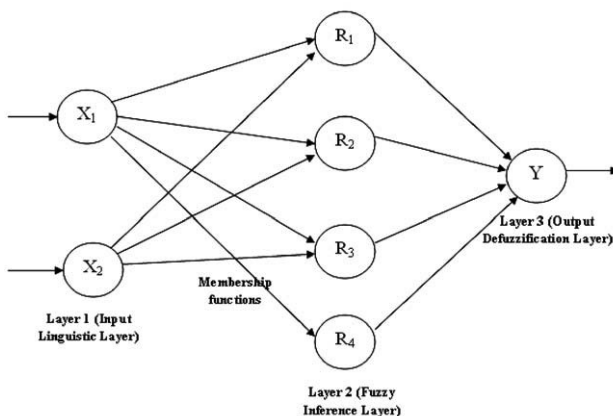 R₁
X₁
R₂
Y
Layer 3 (Output
Defuzzification Layer)
R₃
X₂
Membership
functions
Layer 1 (Input
Linguistic Layer)
R₄
Layer 2 (Fuzzy
Inference Layer)